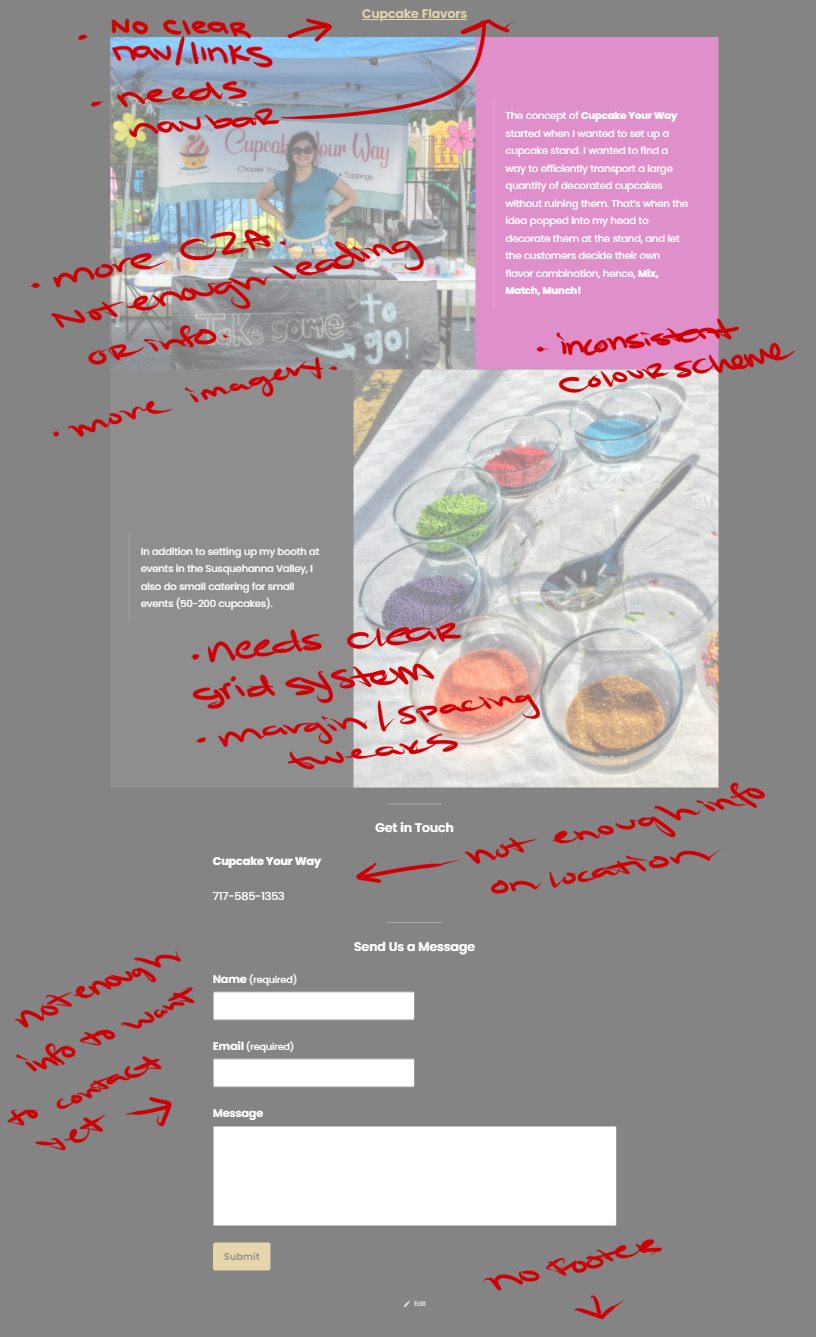 Cupcake Flavors
• No clear
nav/links
• needs
navbar
Cupcake Your Way
Choose Yo
Toppings
The concept of Cupcake Your Way
started when I wanted to set up a
cupcake stand. I wanted to find a
way to efficiently transport a large
quantity of decorated cupcakes
without ruining them. That's when the
idea popped into my head to
decorate them at the stand, and let
the customers decide their own
flavor combination, hence, Mix,
Match, Munch!
• more C2A.
Not enough leading
or info.
Take some
to
go!
• more imagery.
• inconsistent
colour scheme
In addition to setting up my booth at
events in the Susquehanna Valley, I
also do small catering for small
events (50-200 cupcakes).
• needs clear
grid system
• margin/spacing
tweaks
Get in Touch
not enough info
on location
Cupcake Your Way
717-585-1353
Send Us a Message
not enough
info to want
to contact
yet
Name (required)
Email (required)
Message
Submit
no footer
Edit